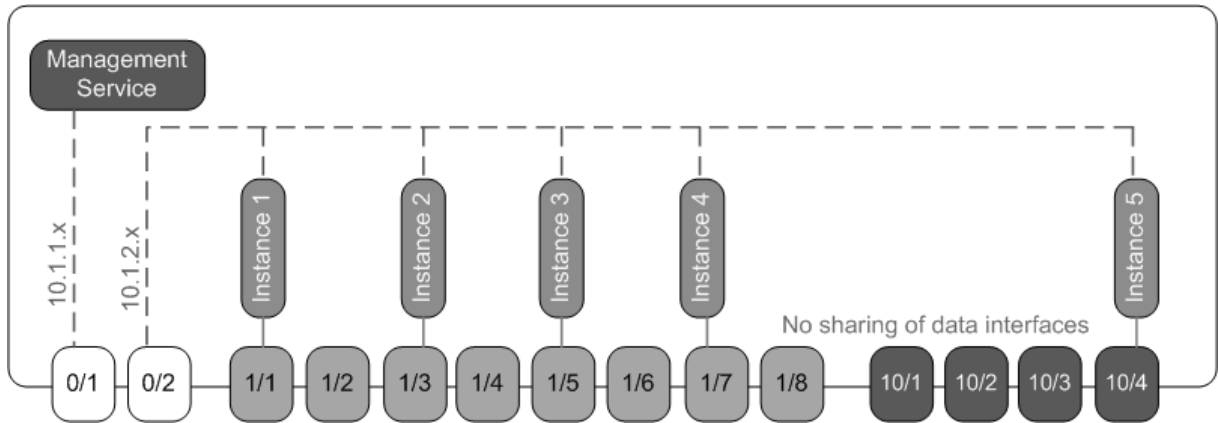 Management
Service
10.1.1.x
10.1.2.x
Instance 1
Instance 2
Instance 3
Instance 4
Instance 5
No sharing of data interfaces
0/1
0/2
1/1
1/2
1/3
1/4
1/5
1/6
1/7
1/8
10/1
10/2
10/3
10/4